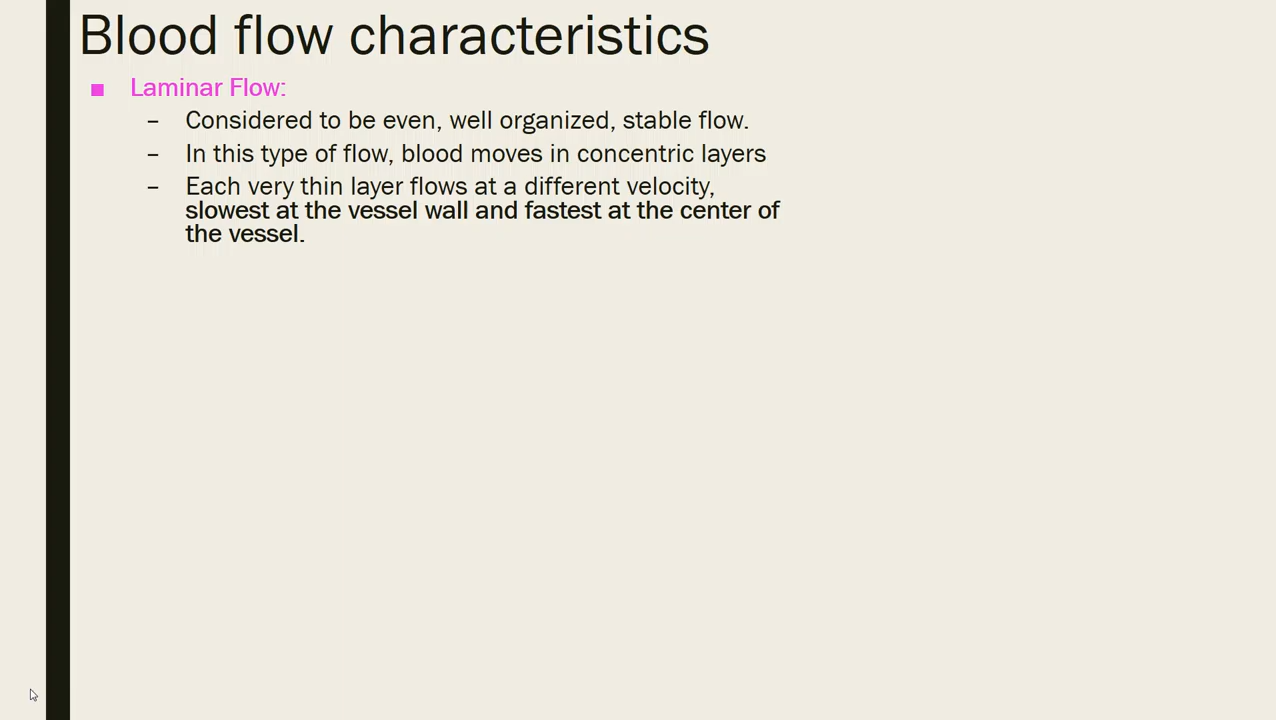 Blood flow characteristics
■ Laminar Flow:
– Considered to be even, well organized, stable flow.
– In this type of flow, blood moves in concentric layers
– Each very thin layer flows at a different velocity,
slowest at the vessel wall and fastest at the center of
the vessel.